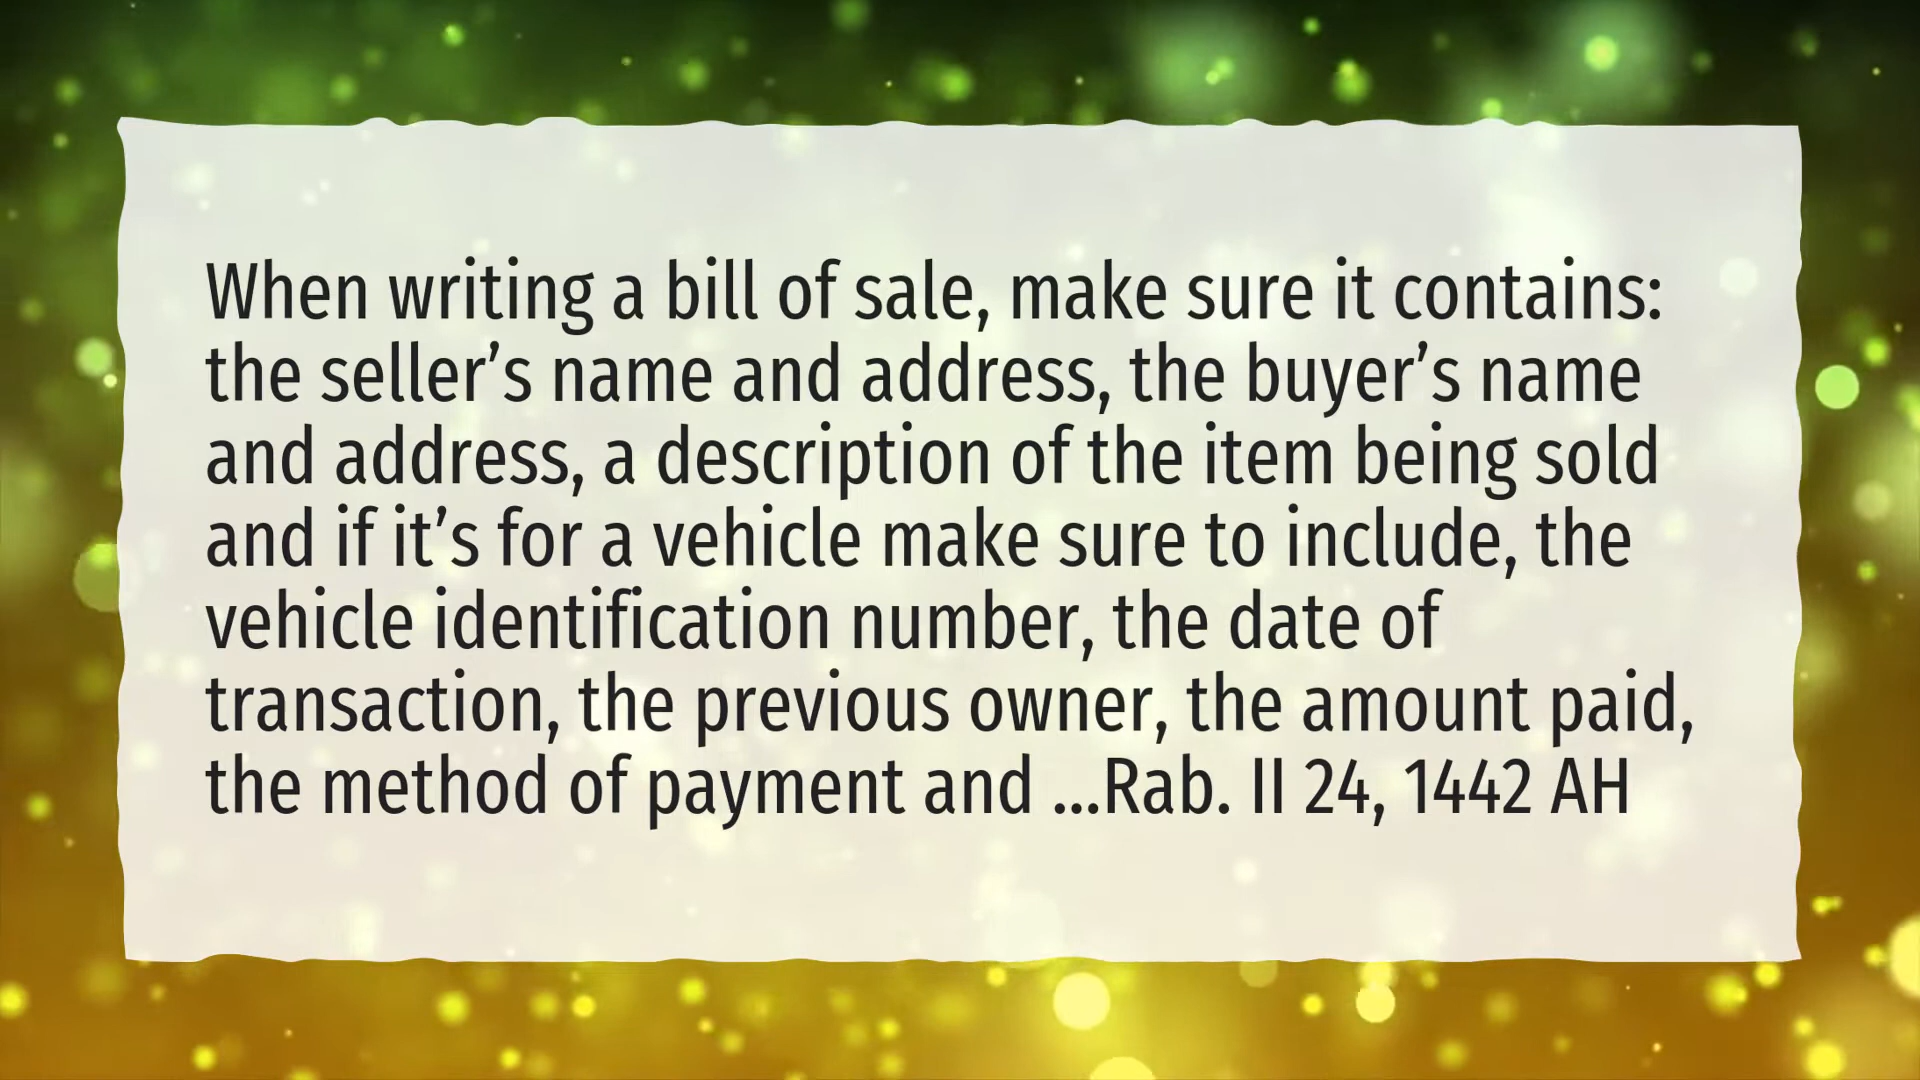 When writing a bill of sale, make sure it contains:
the seller’s name and address, the buyer’s name
and address, a description of the item being sold
and if it’s for a vehicle make sure to include, the
vehicle identification number, the date of
transaction, the previous owner, the amount paid,
the method of payment and ...Rab. II 24, 1442 AH